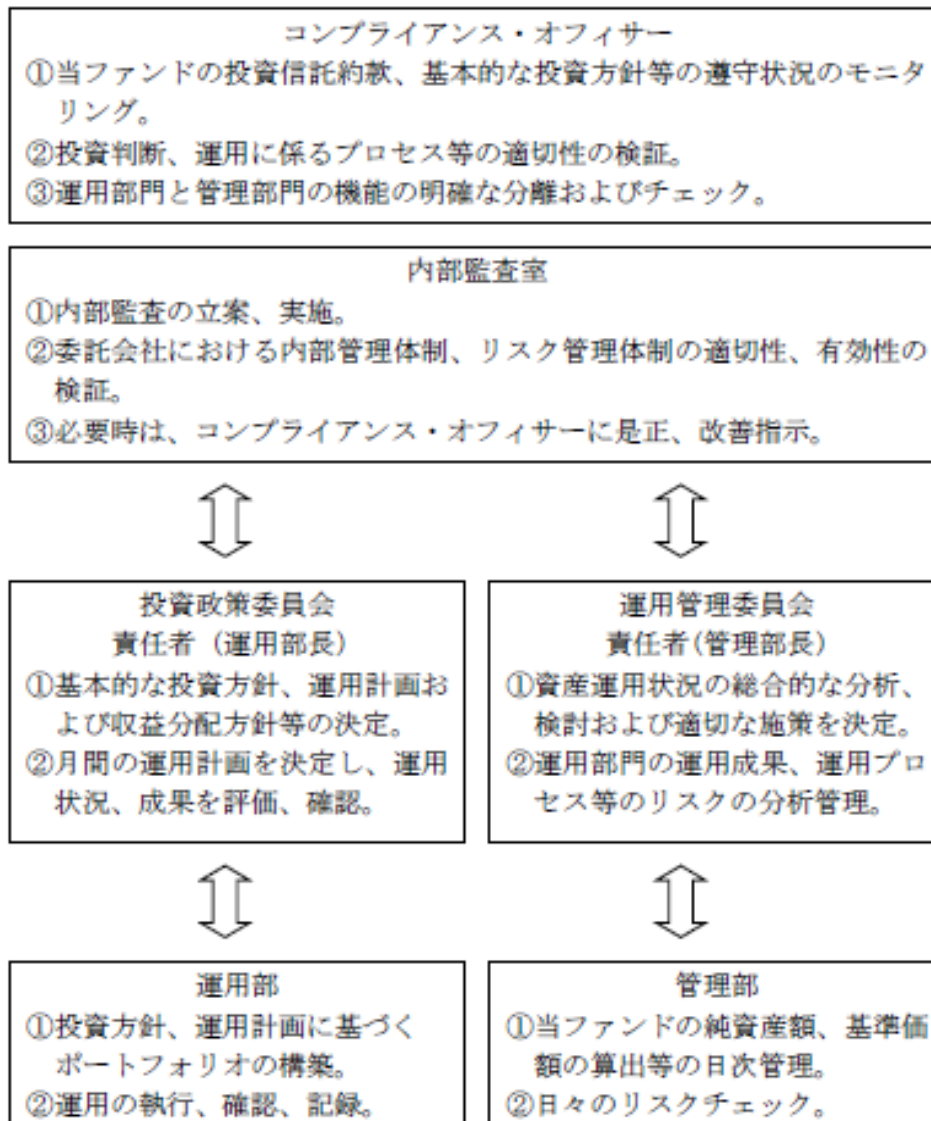 コンプライアンス・オフィサー
①当ファンドの投資信託約款、基本的な投資方針等の遵守状況のモニタ
リング。
②投資判断、運用に係るプロセス等の適切性の検証。
③運用部門と管理部門の機能の明確な分離およびチェック。
内部監査室
①内部監査の立案、実施。
②委託会社における内部管理体制、リスク管理体制の適切性、有効性の
検証。
③必要時は、コンプライアンス・オフィサーに是正、改善指示。
投資政策委員会
責任者（運用部長）
①基本的な投資方針、運用計画お
よび収益分配方針等の決定。
②月間の運用計画を決定し、運用
状況、成果を評価、確認。
運用管理委員会
責任者(管理部長)
①資産運用状況の総合的な分析、
検討および適切な施策を決定。
②運用部門の運用成果、運用プロ
セス等のリスクの分析管理。
運用部
①投資方針、運用計画に基づく
ポートフォリオの構築。
②運用の執行、確認、記録。
管理部
①当ファンドの純資産額、基準価
額の算出等の日次管理。
②日々のリスクチェック。